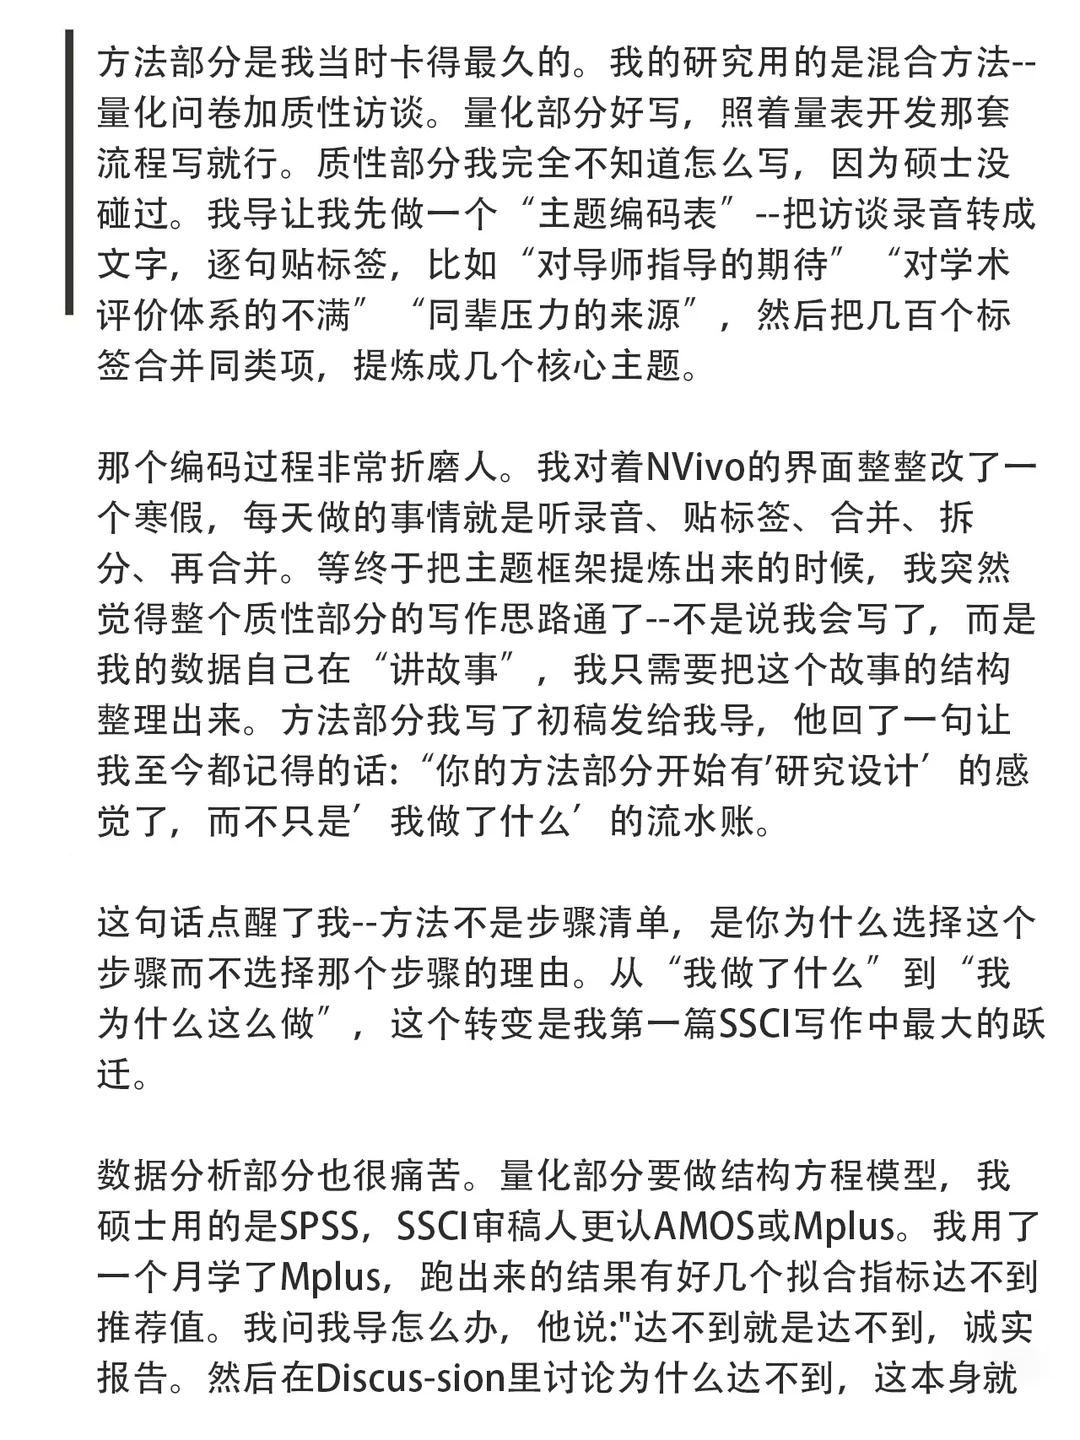 方法部分是我当时卡得最久的。我的研究用的是混合方法--
量化问卷加质性访谈。量化部分好写，照着量表开发那套
流程写就行。质性部分我完全不知道怎么写，因为硕士没
碰过。我导让我先做一个“主题编码表”--把访谈录音转成
文字，逐句贴标签，比如“对导师指导的期待”“对学术
评价体系的不满”“同辈压力的来源”，然后把几百个标
签合并同类项，提炼成几个核心主题。
那个编码过程非常折磨人。我对着NVivo的界面整整改了一
个寒假，每天做的事情就是听录音、贴标签、合并、拆
分、再合并。等终于把主题框架提炼出来的时候，我突然
觉得整个质性部分的写作思路通了--不是说我会写了，而是
我的数据自己在“讲故事”，我只需要把这个故事的结构
整理出来。方法部分我写了初稿发给我导，他回了一句让
我至今都记得的话:“你的方法部分开始有’研究设计’的感
觉了，而不只是’我做了什么’的流水账。
这句话点醒了我--方法不是步骤清单，是你为什么选择这个
步骤而不选择那个步骤的理由。从“我做了什么”到“我
为什么这么做”，这个转变是我第一篇SSCI写作中最大的跃
迁。
数据分析部分也很痛苦。量化部分要做结构方程模型，我
硕士用的是SPSS，SSCI审稿人更认AMOS或Mplus。我用了
一个月学了Mplus，跑出来的结果有好几个拟合指标达不到
推荐值。我问我导怎么办，他说:"达不到就是达不到，诚实
报告。然后在Discus-sion里讨论为什么达不到，这本身就